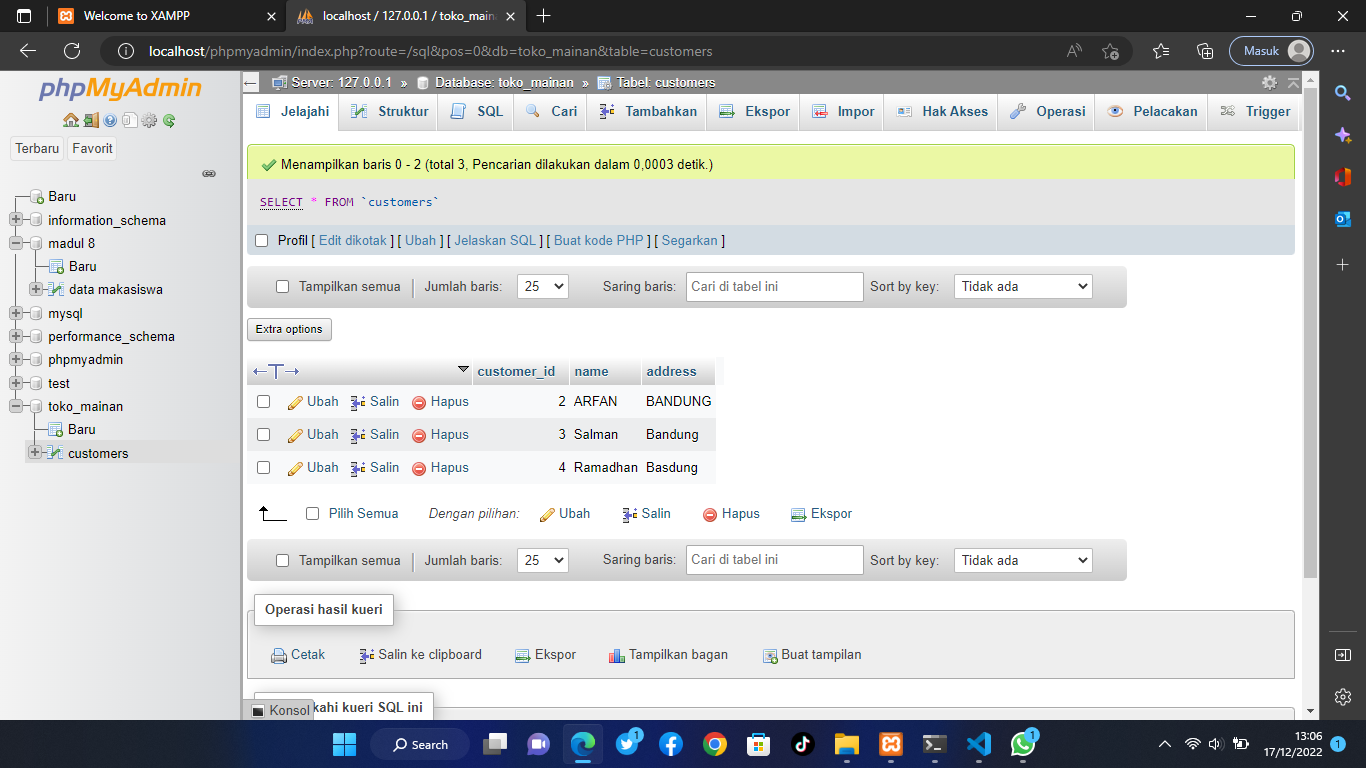 Welcome to XAMPP
localhost / 127.0.0.1 / toko_main
localhost/phpmyadmin/index.php?route=/sql&pos=0&db=toko_mainan&table=customers
Masuk
phpMyAdmin
Terbaru Favorit
Baru
information_schema
madul 8
Baru
data makasiswa
mysql
performance_schema
phpmyadmin
test
toko_mainan
Baru
customers
Server: 127.0.0.1 » Database: toko_mainan » Tabel: customers
Jelajahi Struktur SQL Cari Tambahkan Ekspor Impor Hak Akses Operasi Pelacakan Trigger
Menampilkan baris 0 - 2 (total 3, Pencarian dilakukan dalam 0,0003 detik.)
SELECT * FROM `customers`
Profil [ Edit dikotak ] [ Ubah ] [ Jelaskan SQL ] [ Buat kode PHP ] [ Segarkan ]
Tampilkan semua Jumlah baris: 25 Saring baris: Cari di tabel ini Sort by key: Tidak ada
Extra options
customer_id name address
Ubah Salin Hapus 2 ARFAN BANDUNG
Ubah Salin Hapus 3 Salman Bandung
Ubah Salin Hapus 4 Ramadhan Basdung
Pilih Semua Dengan pilihan: Ubah Salin Hapus Ekspor
Tampilkan semua Jumlah baris: 25 Saring baris: Cari di tabel ini Sort by key: Tidak ada
Operasi hasil kueri
Cetak Salin ke clipboard Ekspor Tampilkan bagan Buat tampilan
Konsol kahi kueri SQL ini
Search
1
1
13:06
17/12/2022
1